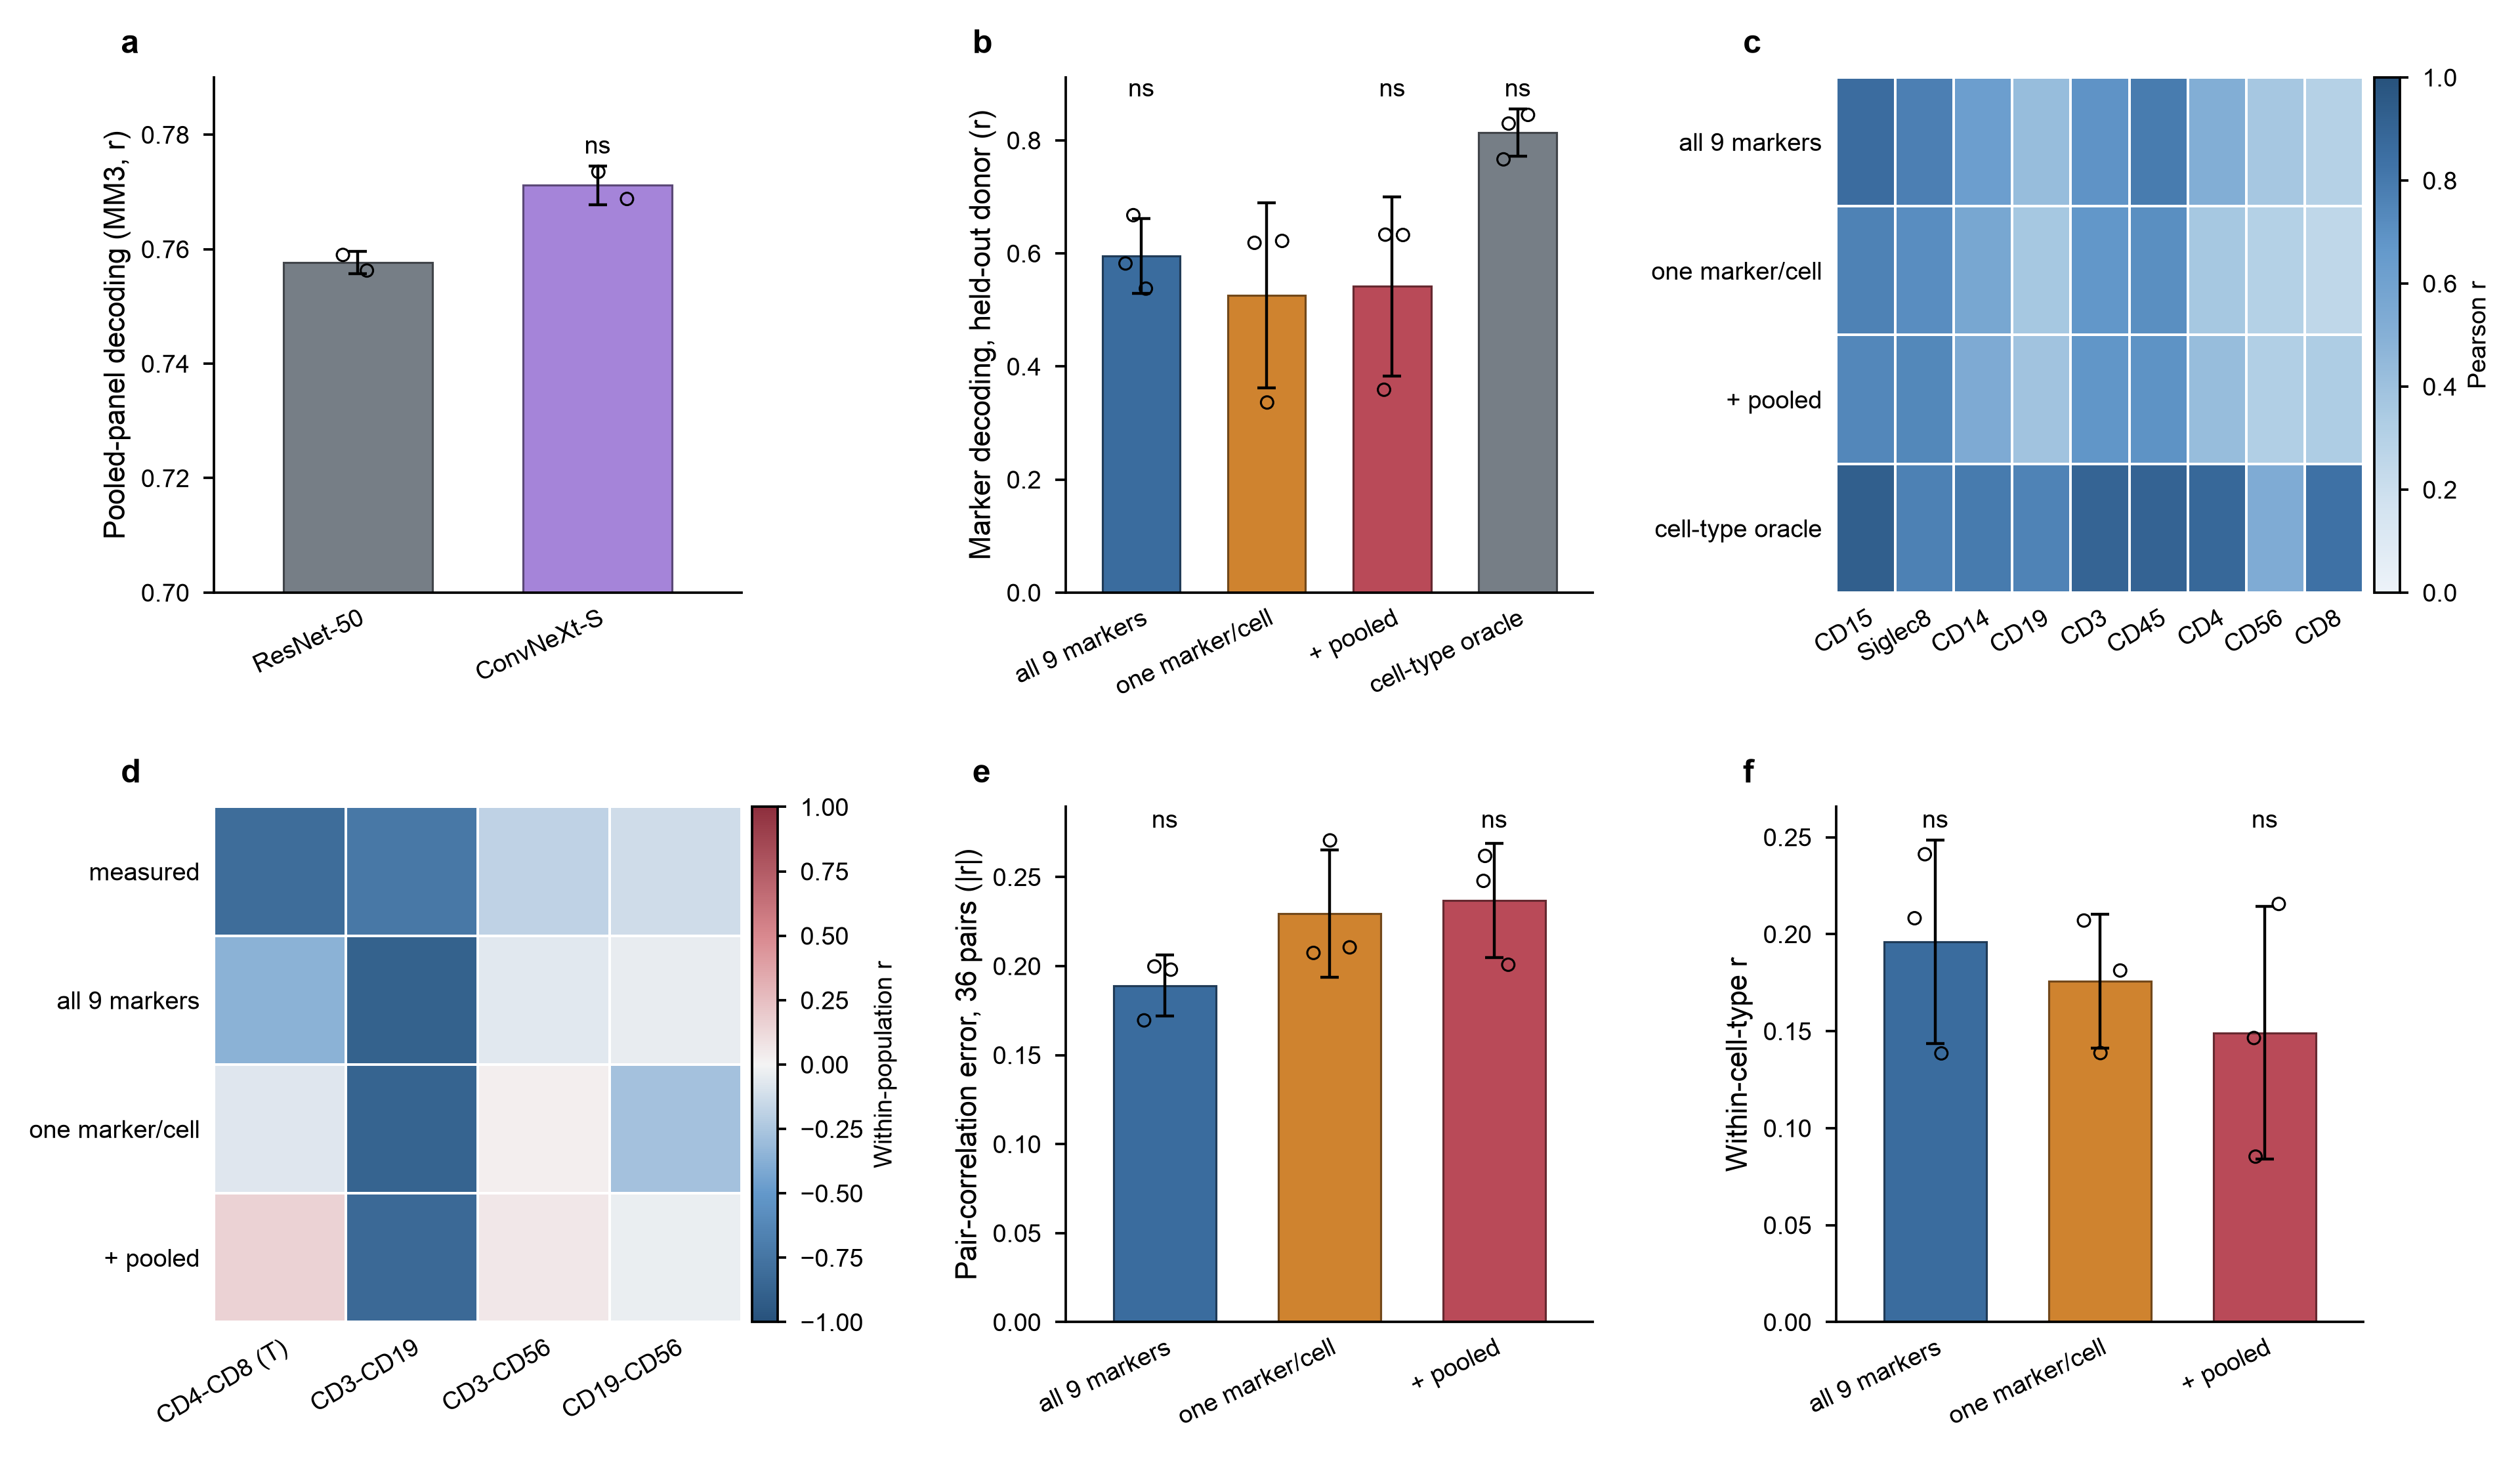 a
Pooled-panel decoding (MM3, r)
0.78
0.76
0.74
0.72
0.70
ns
ResNet-50
ConvNeXt-S
b
Marker decoding, held-out donor (r)
0.8
0.6
0.4
0.2
0.0
ns
ns
ns
all 9 markers
one marker/cell
+ pooled
cell-type oracle
c
all 9 markers
one marker/cell
+ pooled
cell-type oracle
CD15
Siglec8
CD14
CD19
CD3
CD45
CD4
CD56
CD8
1.0
0.8
0.6
0.4
0.2
0.0
Pearson r
d
measured
all 9 markers
one marker/cell
+ pooled
CD4-CD8 (T)
CD3-CD19
CD3-CD56
CD19-CD56
1.00
0.75
0.50
0.25
0.00
−0.25
−0.50
−0.75
−1.00
Within-population r
e
Pair-correlation error, 36 pairs (|r|)
0.25
0.20
0.15
0.10
0.05
0.00
ns
ns
all 9 markers
one marker/cell
+ pooled
f
Within-cell-type r
0.25
0.20
0.15
0.10
0.05
0.00
ns
ns
all 9 markers
one marker/cell
+ pooled